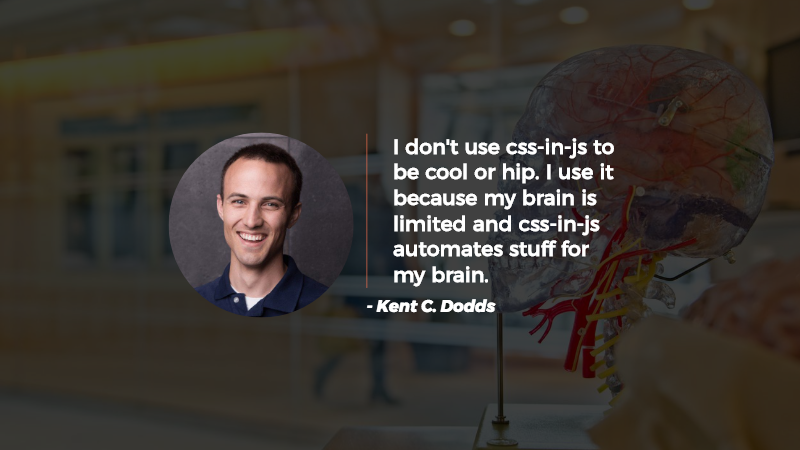 I don't use css-in-js to
be cool or hip. I use it
because my brain is
limited and css-in-js
automates stuff for
my brain.
- Kent C. Dodds